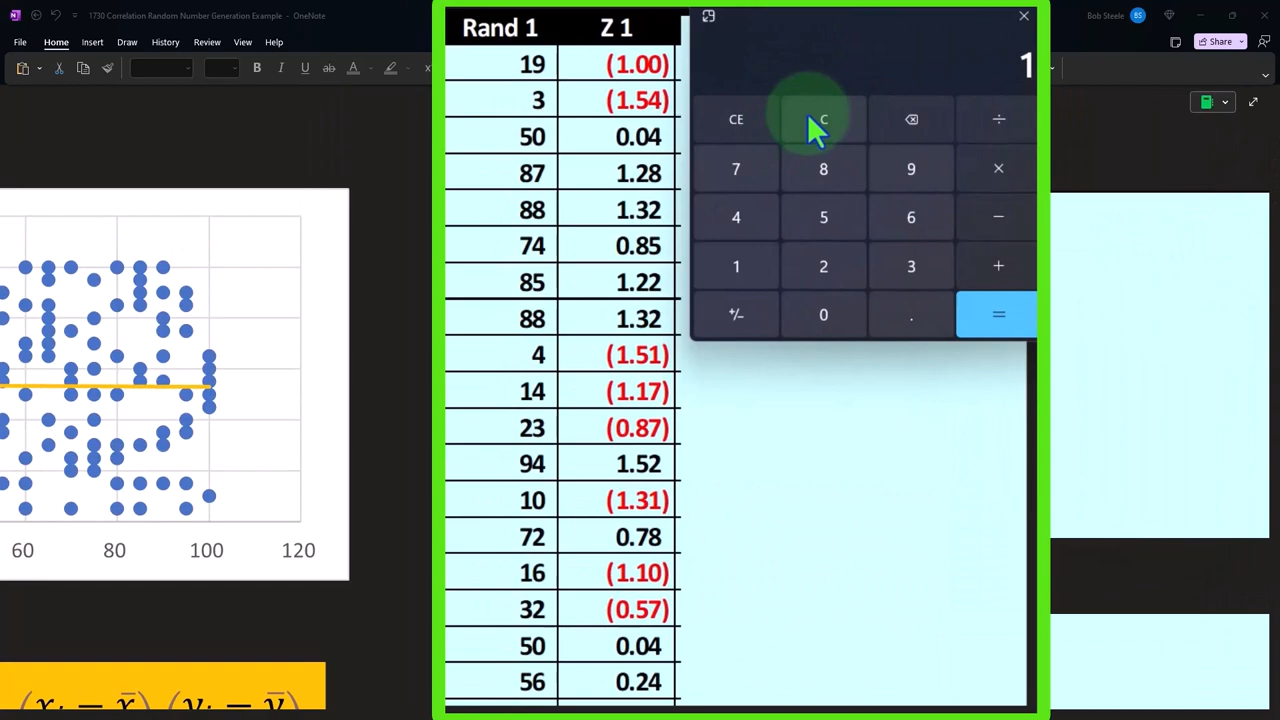 1730 Correlation Random Number Generation Example - OneNote
Bob Steele BS
File Home Insert Draw History Review View Help
Share
B I U A
Rand 1 Z 1
19 (1.00)
3 (1.54)
50 0.04
87 1.28
88 1.32
74 0.85
85 1.22
88 1.32
4 (1.51)
14 (1.17)
23 (0.87)
94 1.52
10 (1.31)
72 0.78
16 (1.10)
32 (0.57)
50 0.04
56 0.24
1
CE C ÷
7 8 9 ×
4 5 6 −
1 2 3 +
+/− 0 . =
60 80 100 120